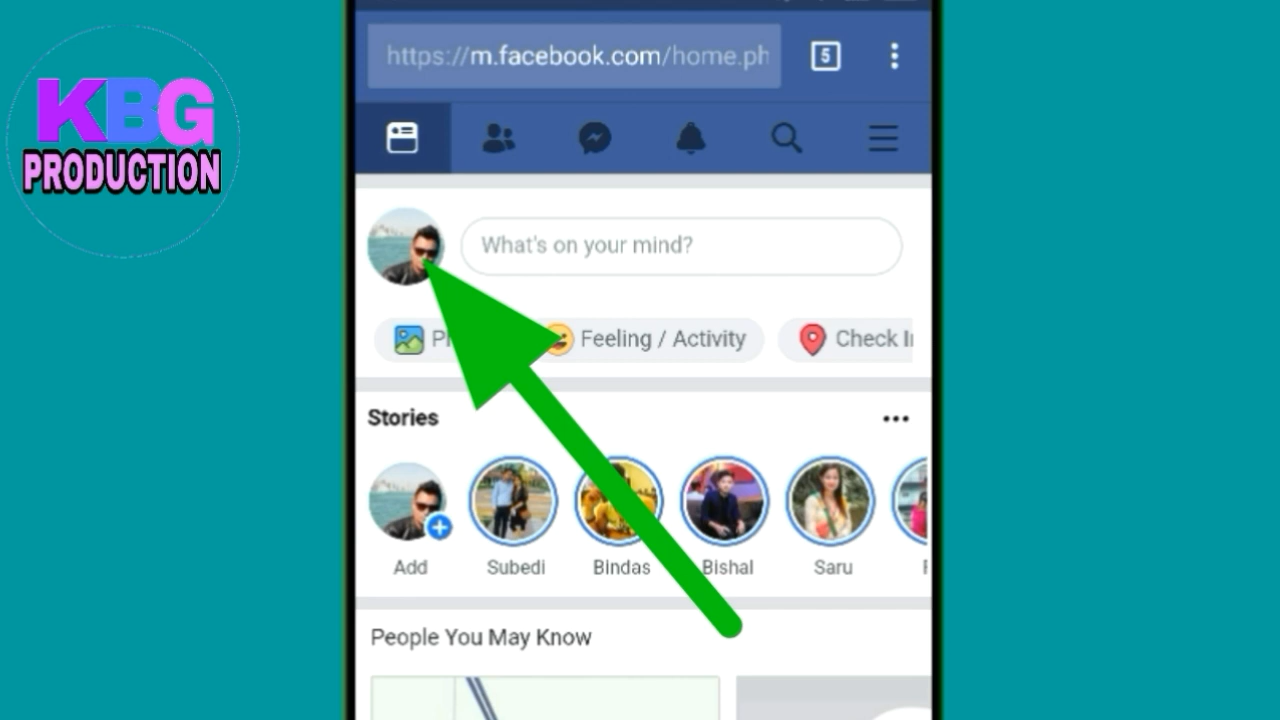 KBG
PRODUCTION
https://m.facebook.com/home.ph
5
What's on your mind?
Feeling / Activity
Check
Stories
Add
Subedi
Bindas
Bishal
Saru
People You May Know